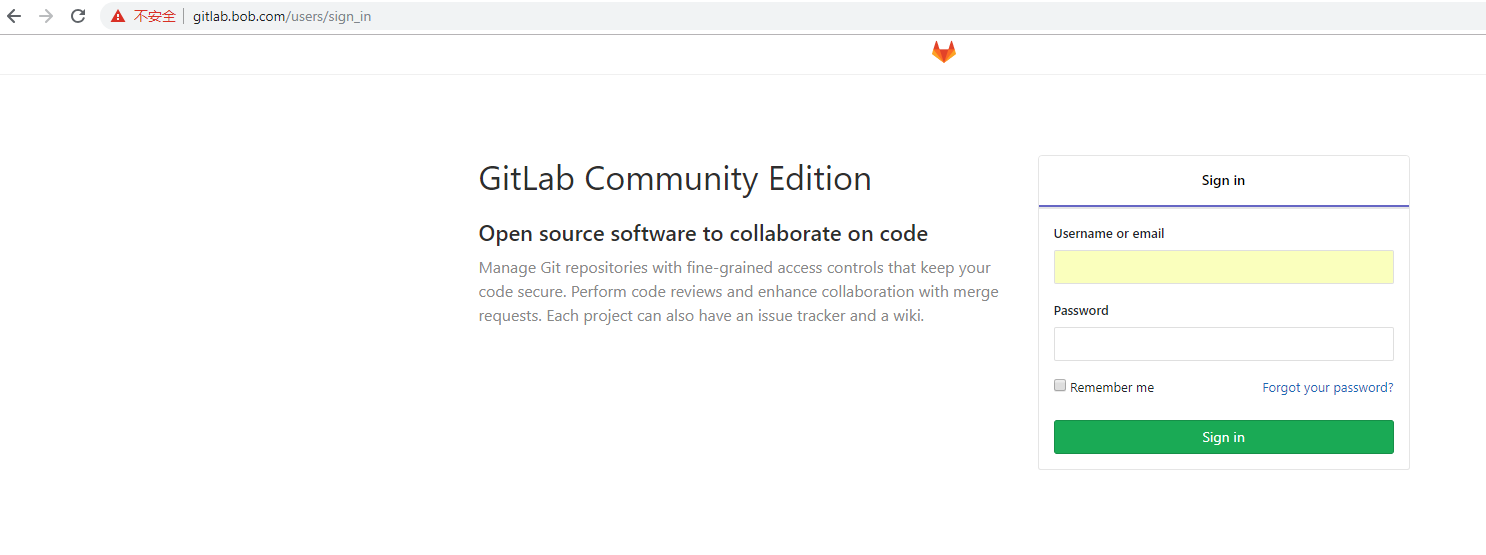 不安全 gitlab.bob.com/users/sign_in
GitLab Community Edition
Open source software to collaborate on code
Manage Git repositories with fine-grained access controls that keep your
code secure. Perform code reviews and enhance collaboration with merge
requests. Each project can also have an issue tracker and a wiki.
Sign in
Username or email
Password
Remember me Forgot your password?
Sign in